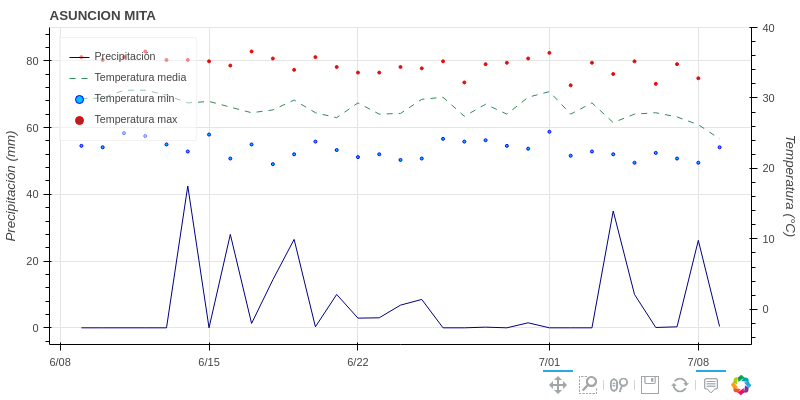 ASUNCION MITA
Precipitación
Temperatura media
Temperatura min
Temperatura max
Precipitación (mm)
80
60
40
20
0
Temperatura (°C)
40
30
20
10
0
6/08
6/15
6/22
7/01
7/08